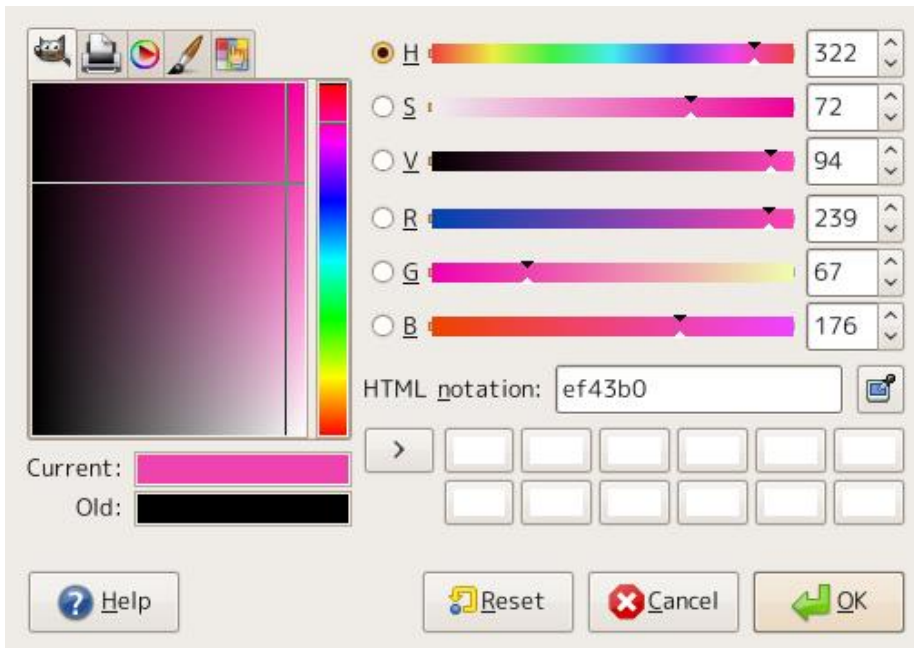 H 322
S 72
V 94
R 239
G 67
B 176
HTML notation: ef43b0
>
Current:
Old:
Help
Reset
Cancel
OK